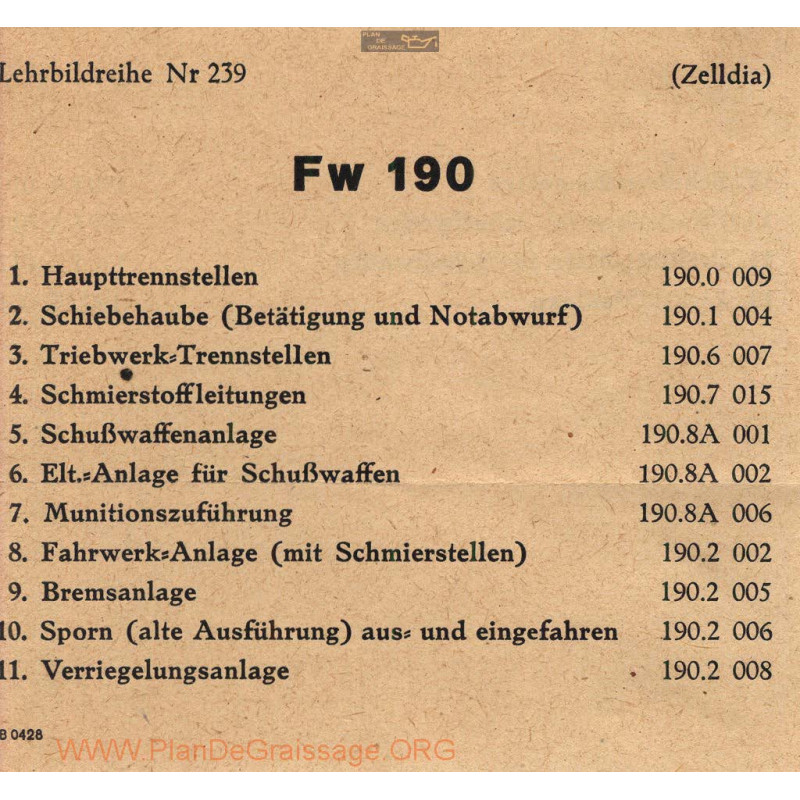 PLAN
DE
GRAISSAGE
Lehrbildreihe Nr 239 (Zelldia)
Fw 190
1. Haupttrennstellen 190.0 009
2. Schiebehaube (Betätigung und Notabwurf) 190.1 004
3. Triebwerk=Trennstellen 190.6 007
4. Schmierstoffleitungen 190.7 015
5. Schußwaffenanlage 190.8A 001
6. Elt.=Anlage für Schußwaffen 190.8A 002
7. Munitionszuführung 190.8A 006
8. Fahrwerk=Anlage (mit Schmierstellen) 190.2 002
9. Bremsanlage 190.2 005
10. Sporn (alte Ausführung) aus= und eingefahren 190.2 006
11. Verriegelungsanlage 190.2 008
B 0428
WWW.PlanDeGraissage.ORG